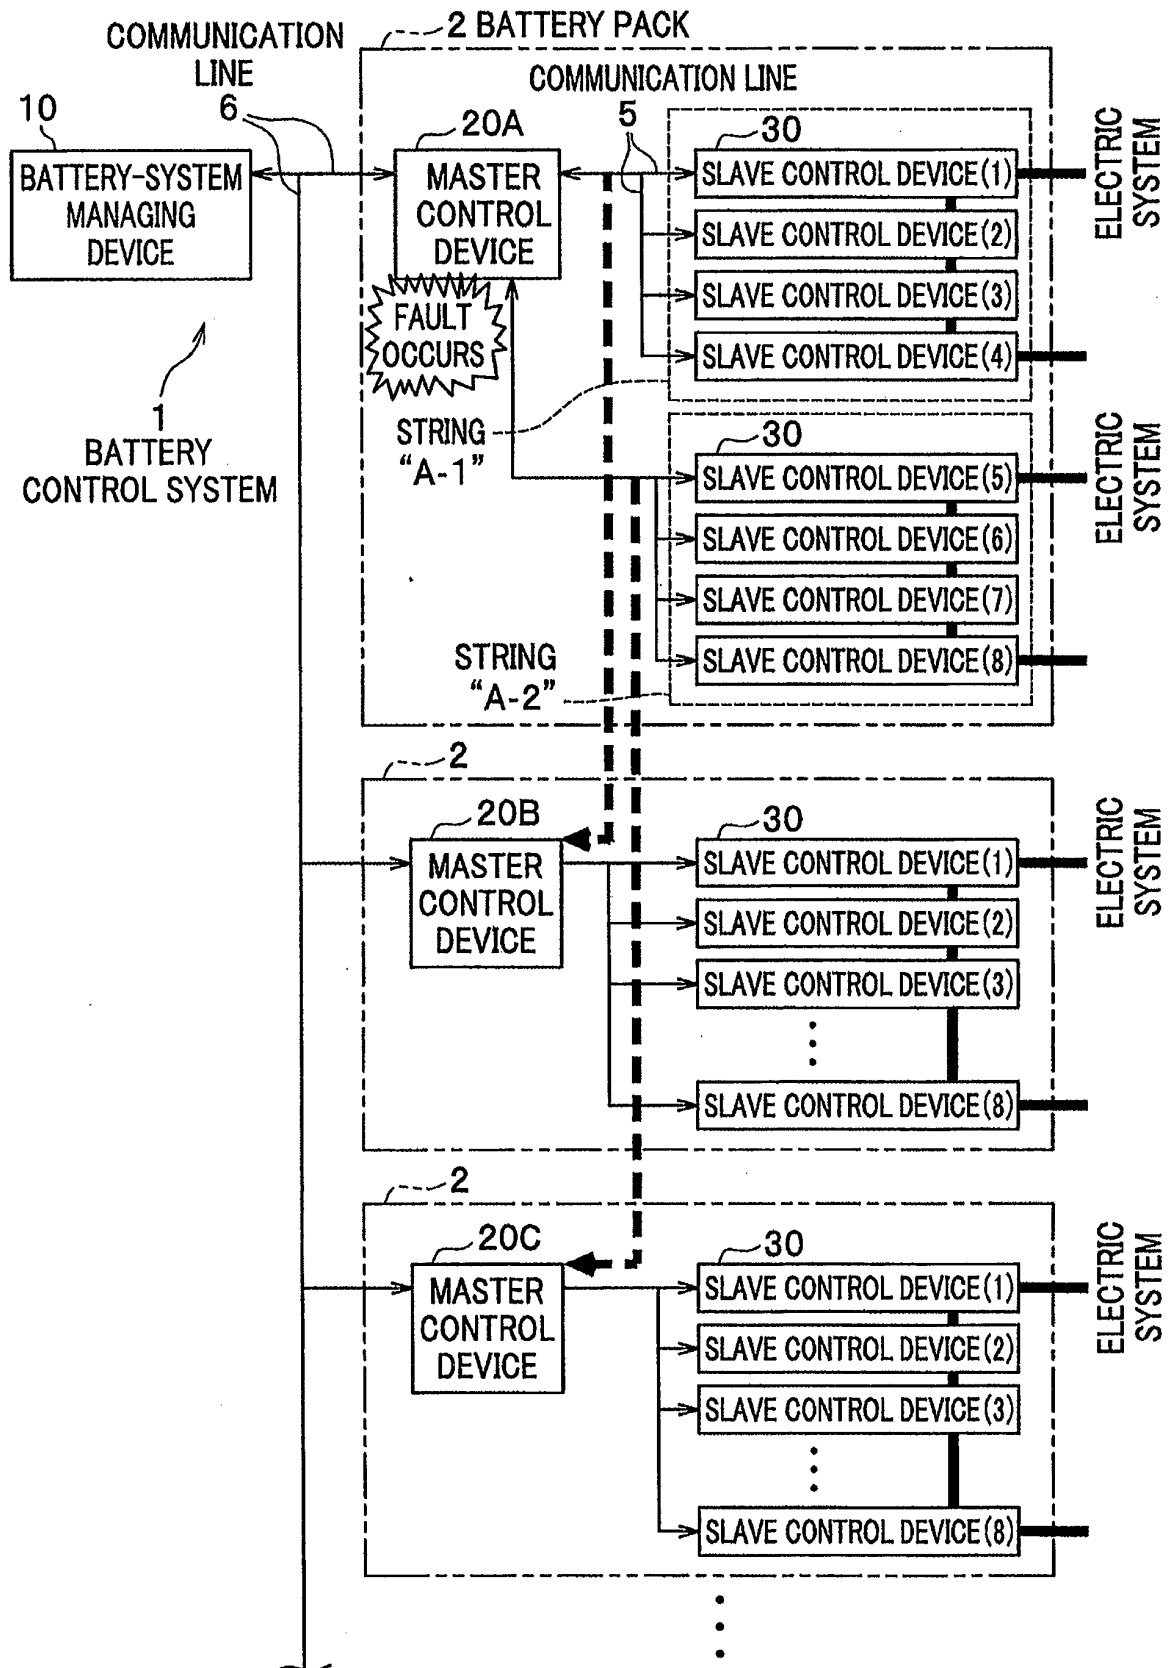 COMMUNICATION
LINE
2 BATTERY PACK
COMMUNICATION LINE
10
6
20A
5
30
BATTERY-SYSTEM
MANAGING
DEVICE
MASTER
CONTROL
DEVICE
SLAVE CONTROL DEVICE(1)
SLAVE CONTROL DEVICE(2)
SLAVE CONTROL DEVICE(3)
SLAVE CONTROL DEVICE(4)
ELECTRIC
SYSTEM
FAULT
OCCURS
1
BATTERY
CONTROL SYSTEM
STRING
"A-1"
30
SLAVE CONTROL DEVICE(5)
SLAVE CONTROL DEVICE(6)
SLAVE CONTROL DEVICE(7)
SLAVE CONTROL DEVICE(8)
ELECTRIC
SYSTEM
STRING
"A-2"
2
20B
MASTER
CONTROL
DEVICE
30
SLAVE CONTROL DEVICE(1)
SLAVE CONTROL DEVICE(2)
SLAVE CONTROL DEVICE(3)
SLAVE CONTROL DEVICE(8)
ELECTRIC
SYSTEM
2
20C
MASTER
CONTROL
DEVICE
30
SLAVE CONTROL DEVICE(1)
SLAVE CONTROL DEVICE(2)
SLAVE CONTROL DEVICE(3)
SLAVE CONTROL DEVICE(8)
ELECTRIC
SYSTEM